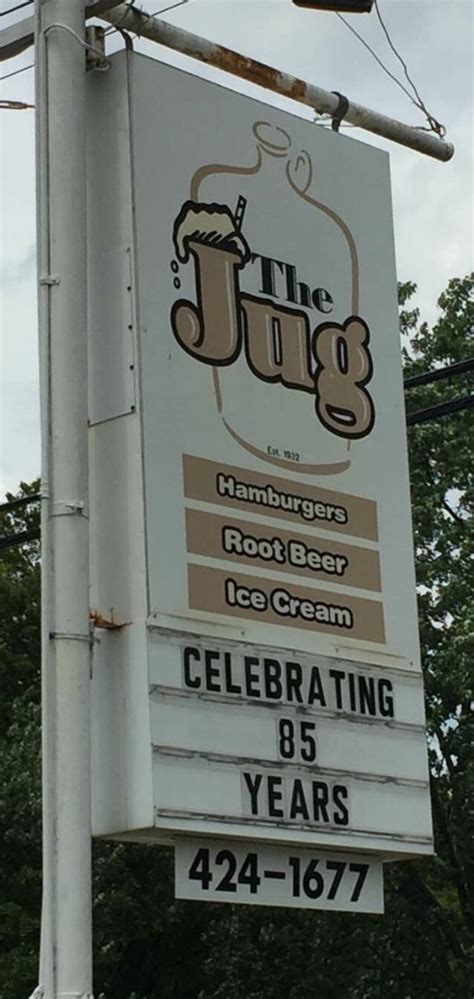 The
Jug
Est. 1932
Hamburgers
Root Beer
Ice Cream
CELEBRATING
85
YEARS
424-1677